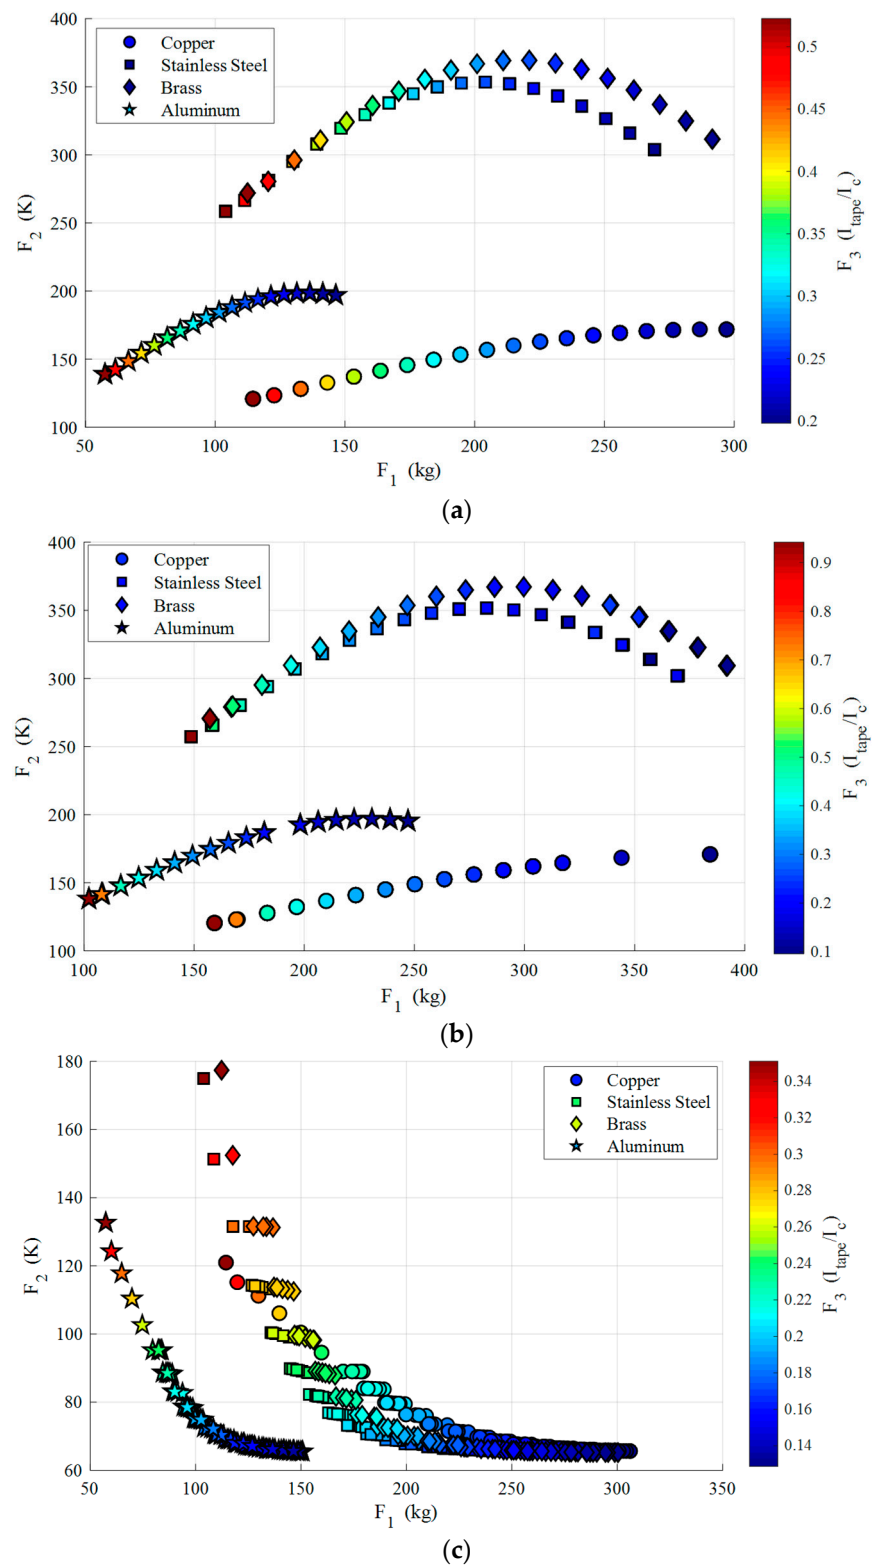 400
350
300
250
200
150
100
F2 (K)
Copper
Stainless Steel
Brass
Aluminum
50
100
150
200
250
300
F1 (kg)
0.5
0.45
0.4
0.35
0.3
0.25
0.2
F3 (Itape/Ic)
(a)
400
350
300
250
200
150
100
F2 (K)
Copper
Stainless Steel
Brass
Aluminum
100
150
200
250
300
350
400
F1 (kg)
0.9
0.8
0.7
0.6
0.5
0.4
0.3
0.2
0.1
F3 (Itape/Ic)
(b)
180
160
140
120
100
80
60
F2 (K)
Copper
Stainless Steel
Brass
Aluminum
50
100
150
200
250
300
350
F1 (kg)
0.34
0.32
0.3
0.28
0.26
0.24
0.22
0.2
0.18
0.16
0.14
F3 (Itape/Ic)
(c)